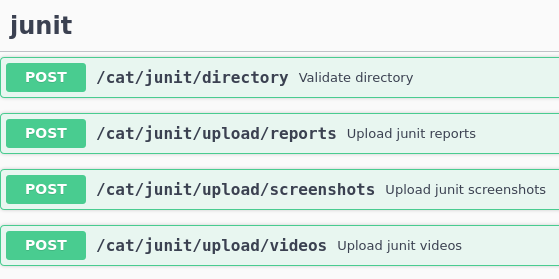 junit
POST /cat/junit/directory Validate directory
POST /cat/junit/upload/reports Upload junit reports
POST /cat/junit/upload/screenshots Upload junit screenshots
POST /cat/junit/upload/videos Upload junit videos